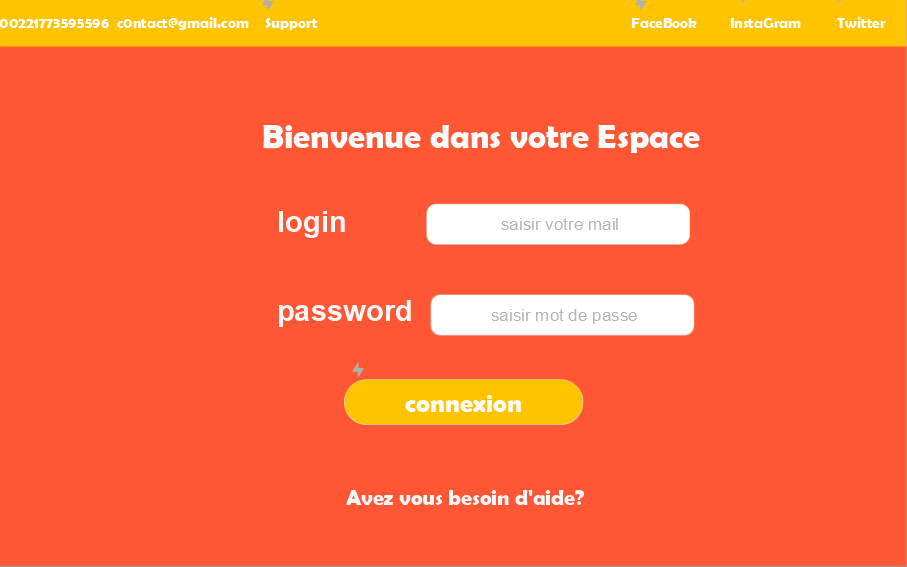 00221773595596 c0ntact@gmail.com Support FaceBook InstaGram Twitter
Bienvenue dans votre Espace
login saisir votre mail
password saisir mot de passe
connexion
Avez vous besoin d'aide?